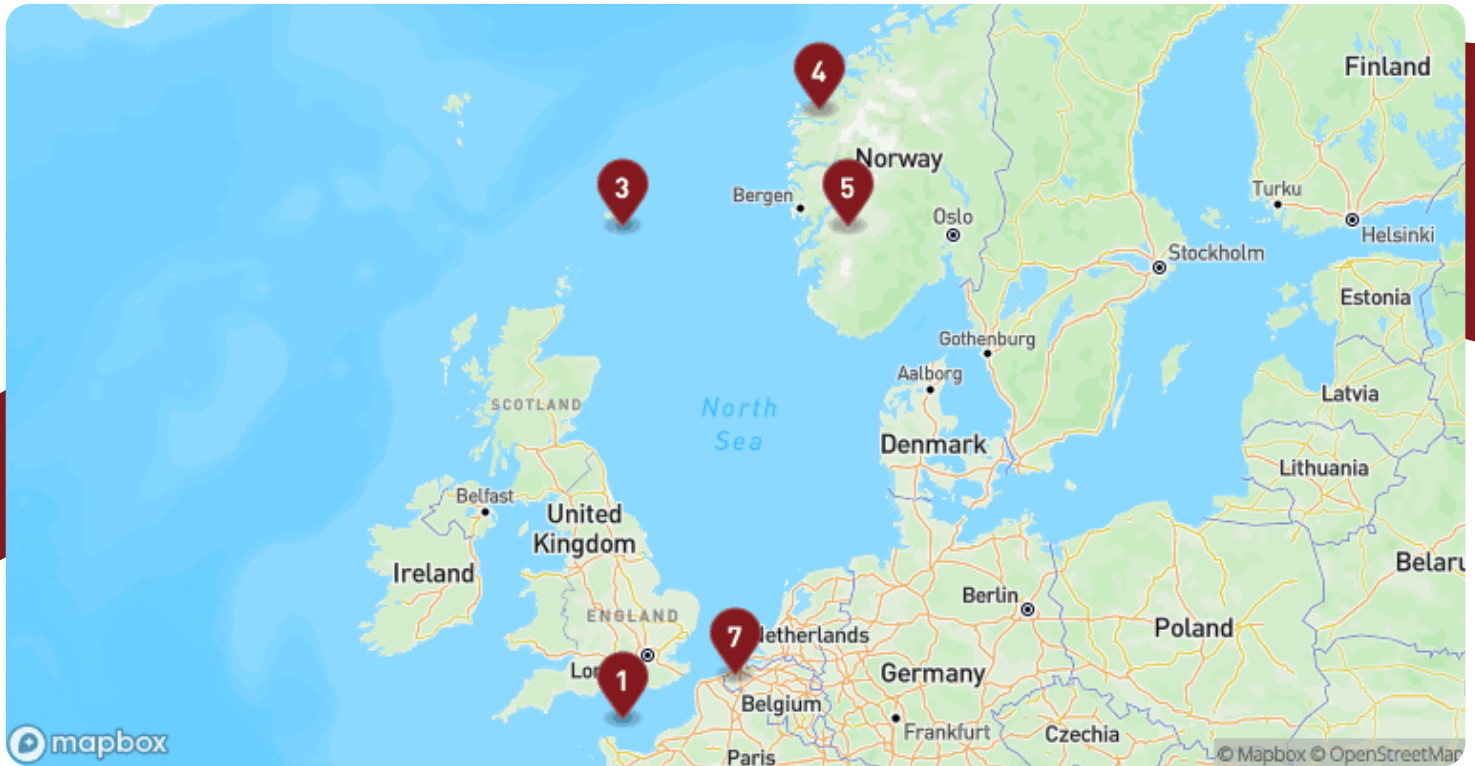 4
Finland
Norway
3
5
Bergen
Turku
Oslo
Helsinki
Stockholm
Estonia
Gothenburg
Aalborg
Latvia
SCOTLAND
North
Sea
Denmark
Lithuania
Belfast
United
Kingdom
Ireland
Belaru
Berlin
ENGLAND
Poland
7
Netherlands
Lon
1
Germany
Belgium
Frankfurt
Czechia
mapbox
Paris
© Mapbox © OpenStreetMap